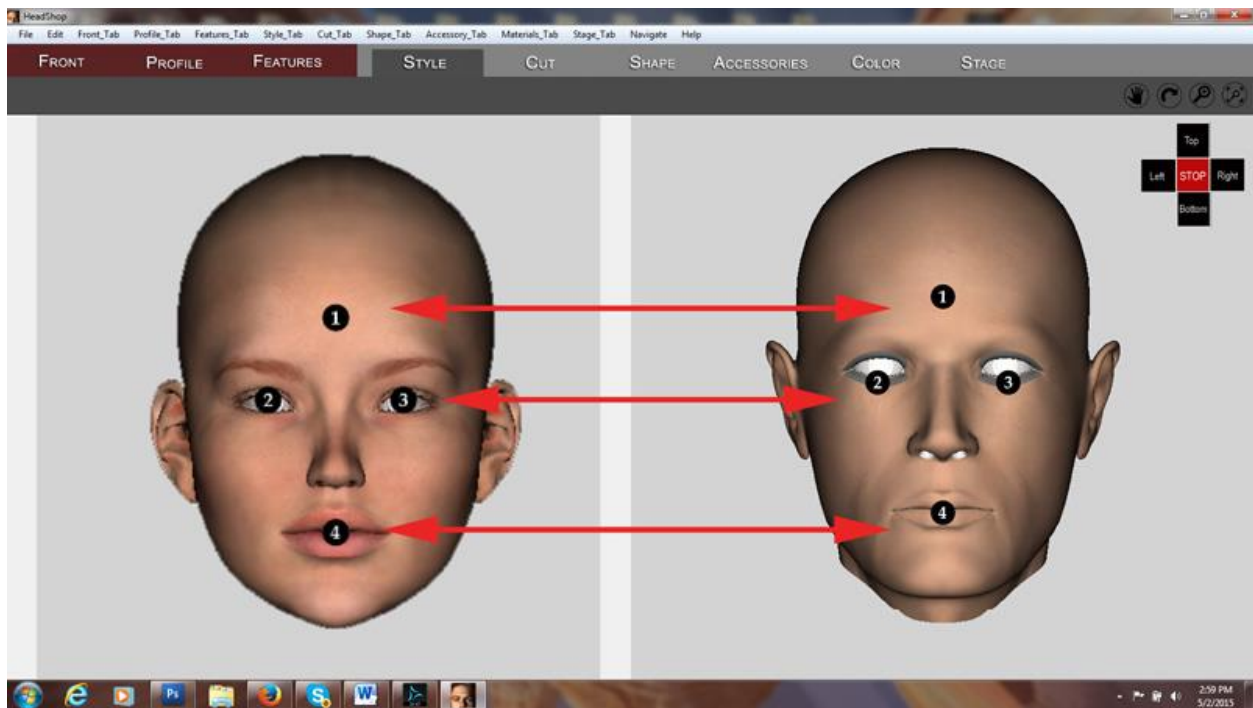 HeadShop
File Edit Front_Tab Profile_Tab Features_Tab Style_Tab Cut_Tab Shape_Tab Accessory_Tab Materials_Tab Stage_Tab Navigate Help
FRONT PROFILE FEATURES STYLE CUT SHAPE ACCESSORIES COLOR STAGE
Top
Left STOP Right
Bottom
1 1
2 3 2 3
4 4
Ps S W
2:59 PM
5/2/2015